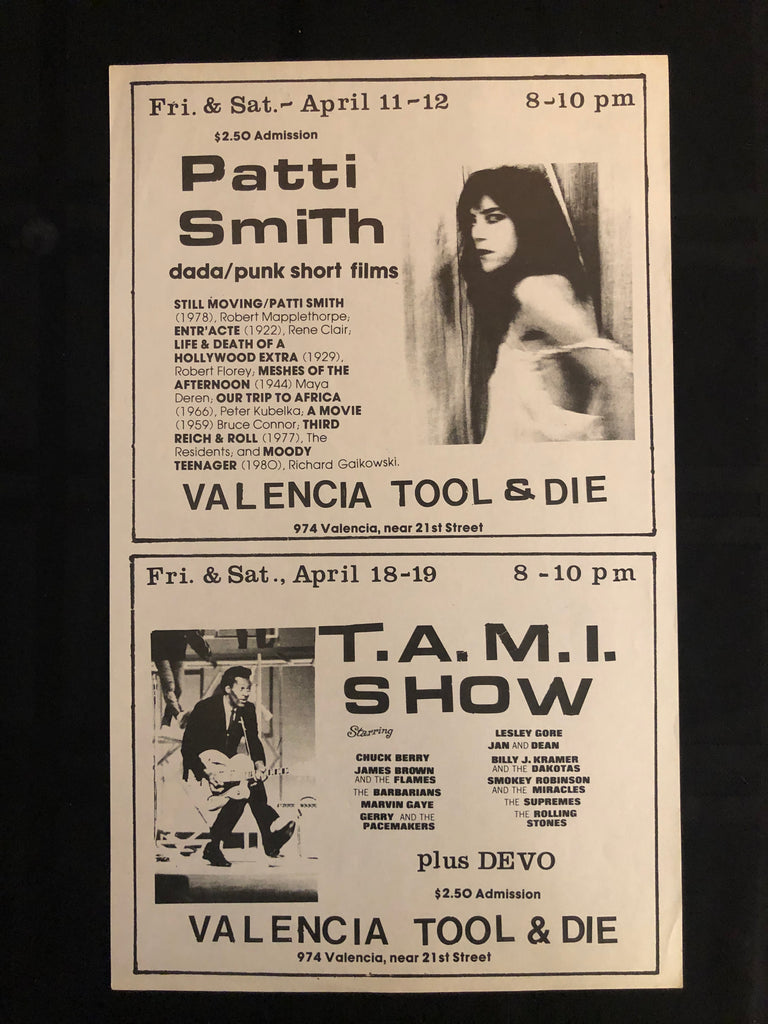 Fri. & Sat.- April 11-12 8-10 pm
$2.50 Admission
Patti
SmiTh
dada/punk short films
STILL MOVING/PATTI SMITH
(1978), Robert Mapplethorpe;
ENTR'ACTE (1922), Rene Clair;
LIFE & DEATH OF A
HOLLYWOOD EXTRA (1929),
Robert Florey; MESHES OF THE
AFTERNOON (1944) Maya
Deren; OUR TRIP TO AFRICA
(1966), Peter Kubelka; A MOVIE
(1959) Bruce Connor; THIRD
REICH & ROLL (1977), The
Residents; and MOODY
TEENAGER (1980), Richard Gaikowski.
VALENCIA TOOL & DIE
974 Valencia, near 21st Street
Fri. & Sat., April 18-19 8-10 pm
T.A.M.I.
SHOW
Starring
CHUCK BERRY
JAMES BROWN
AND THE FLAMES
THE BARBARIANS
MARVIN GAYE
GERRY AND THE
PACEMAKERS
LESLEY GORE
JAN AND DEAN
BILLY J. KRAMER
AND THE DAKOTAS
SMOKEY ROBINSON
AND THE MIRACLES
THE SUPREMES
THE ROLLING
STONES
plus DEVO
$2.50 Admission
VALENCIA TOOL & DIE
974 Valencia, near 21st Street